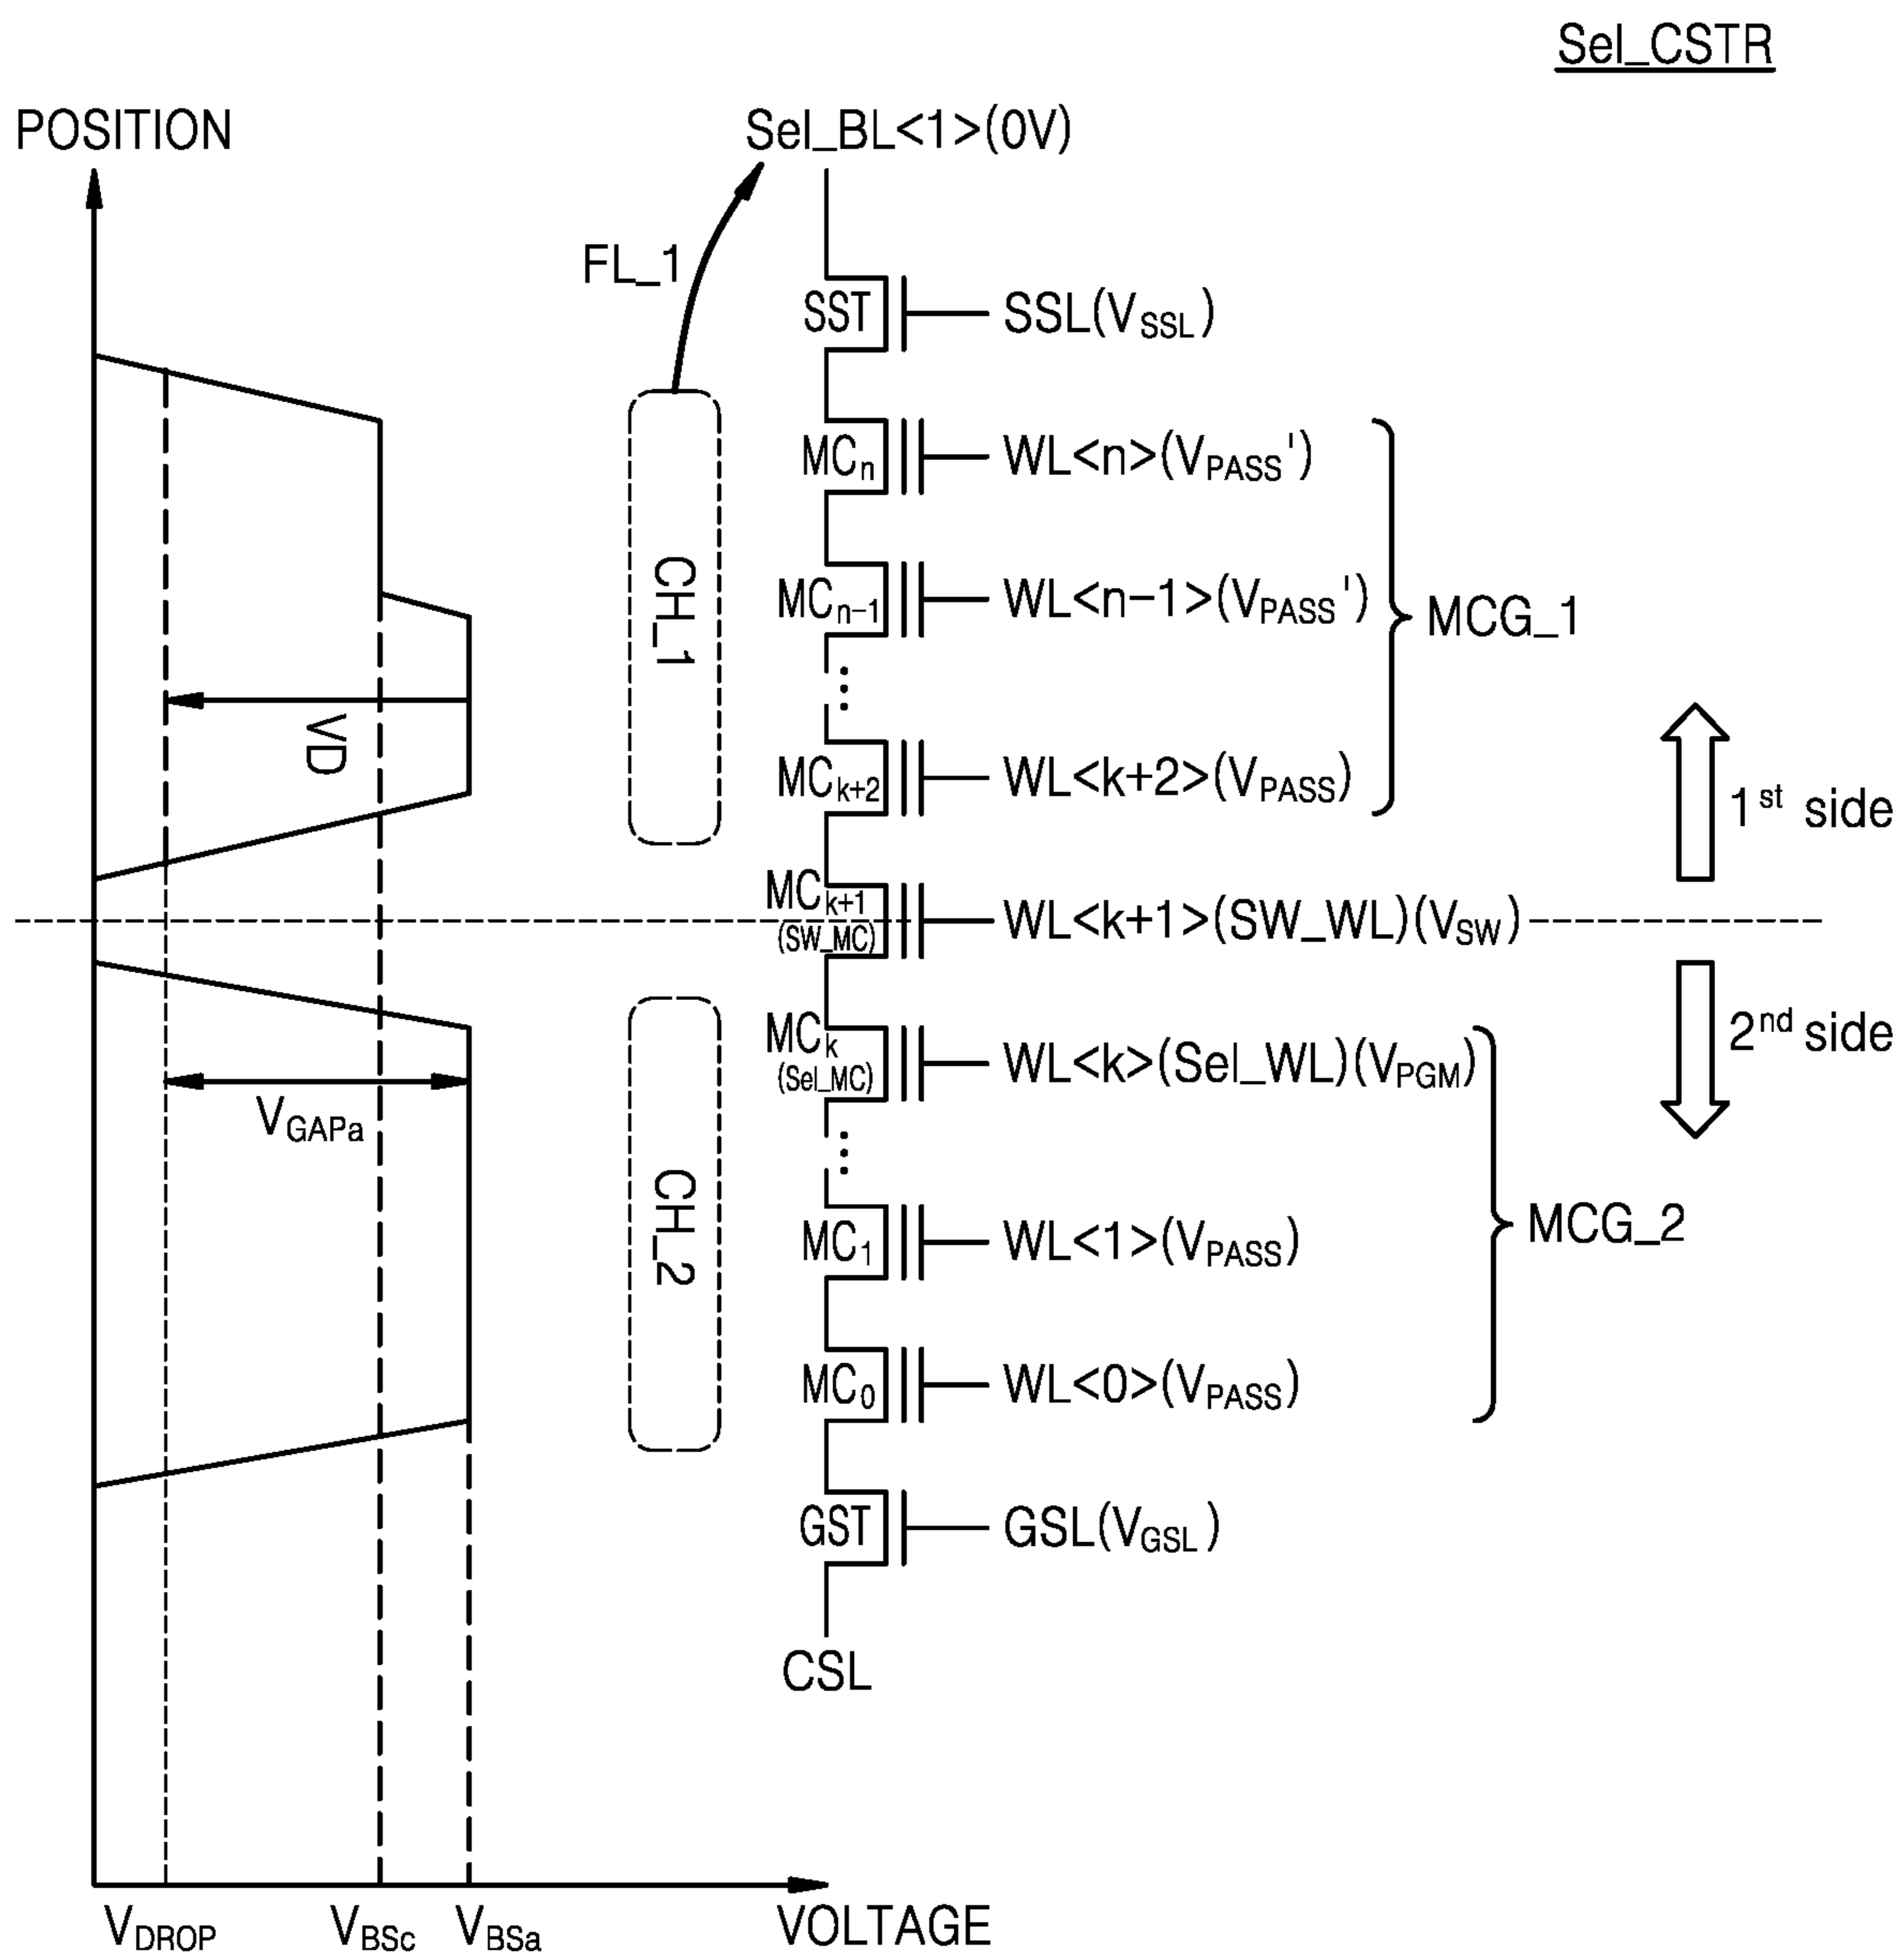 Sel_CSTR
POSITION
Sel_BL<1>(0V)
FL_1
SST
SSL(VSSL)
CH_1
MCn
WL<n>(VPASS')
MCn-1
WL<n-1>(VPASS')
MCG_1
VD
MCk+2
WL<k+2>(VPASS)
1st side
MCk+1
(SW_MC)
WL<k+1>(SW_WL)(VSW)
MCk
(Sel_MC)
WL<k>(Sel_WL)(VPGM)
2nd side
VGAPa
CH_2
MC1
WL<1>(VPASS)
MCG_2
MC0
WL<0>(VPASS)
GST
GSL(VGSL)
CSL
VDROP
VBSc
VBSa
VOLTAGE